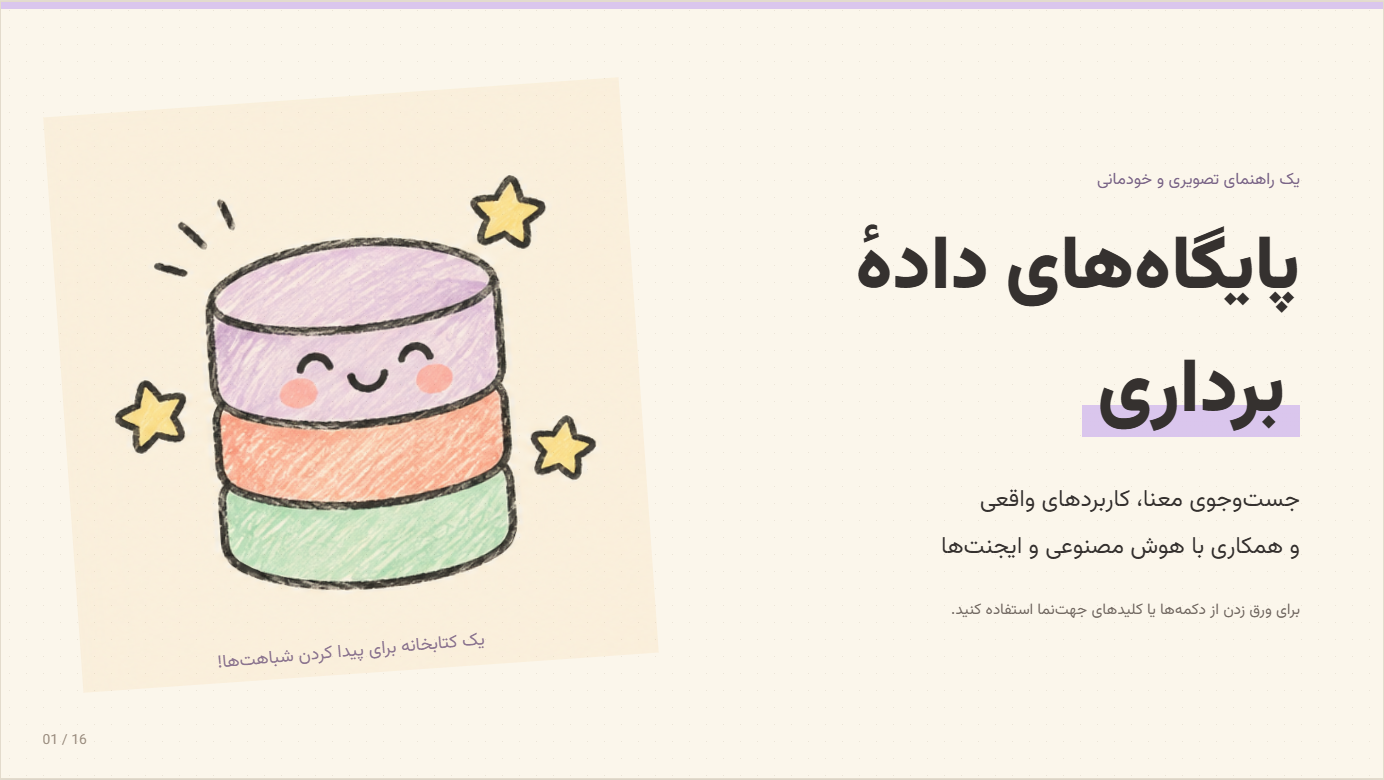 یک راهنمای تصویری و خودمانی
پایگاه‌های دادهٔ
برداری
جست‌وجوی معنا، کاربردهای واقعی
و همکاری با هوش مصنوعی و ایجنت‌ها
برای ورق زدن از دکمه‌ها یا کلیدهای جهت‌نما استفاده کنید.
یک کتابخانه برای پیدا کردن شباهت‌ها!
01 / 16